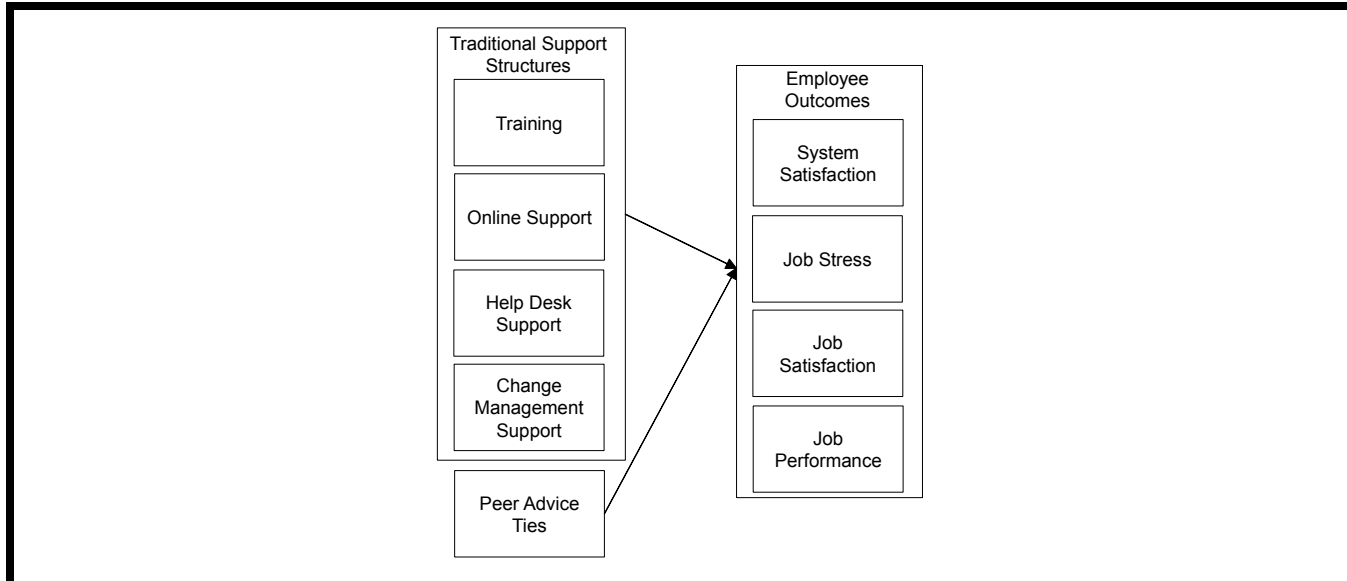 Traditional Support
Structures
Training
Online Support
Help Desk
Support
Change
Management
Support
Peer Advice
Ties
Employee
Outcomes
System
Satisfaction
Job Stress
Job
Satisfaction
Job
Performance